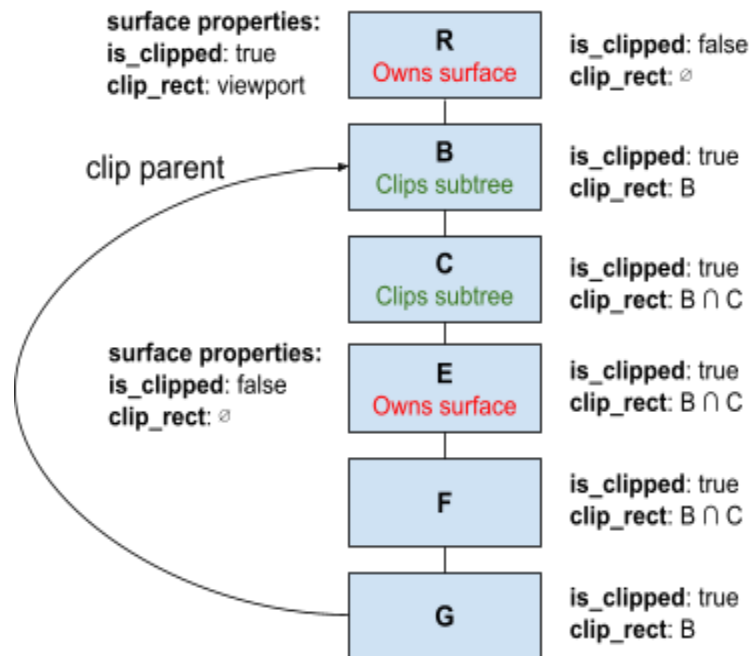 surface properties:
is_clipped: true
clip_rect: viewport
R
Owns surface
is_clipped: false
clip_rect: ∅
clip parent
B
Clips subtree
is_clipped: true
clip_rect: B
C
Clips subtree
is_clipped: true
clip_rect: B ∩ C
surface properties:
is_clipped: false
clip_rect: ∅
E
Owns surface
is_clipped: true
clip_rect: B ∩ C
F
is_clipped: true
clip_rect: B ∩ C
G
is_clipped: true
clip_rect: B